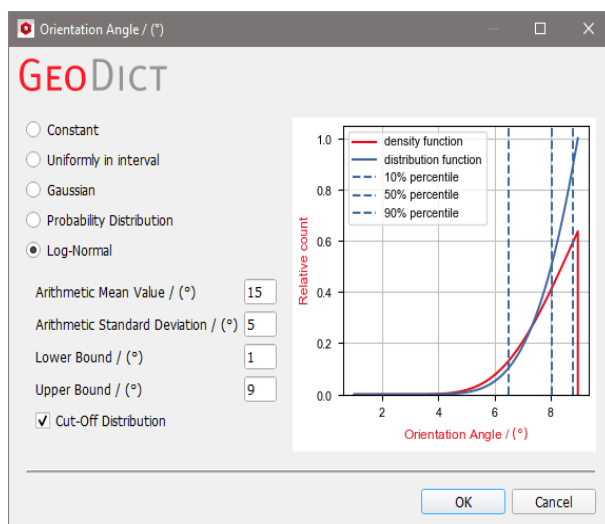 Orientation Angle / (°)
GEODICT
Constant
Uniformly in interval
Gaussian
Probability Distribution
Log-Normal
Arithmetic Mean Value / (°) 15
Arithmetic Standard Deviation / (°) 5
Lower Bound / (°) 1
Upper Bound / (°) 9
Cut-Off Distribution
density function
distribution function
10% percentile
50% percentile
90% percentile
Relative count
1.0
0.8
0.6
0.4
0.2
0.0
2 4 6 8
Orientation Angle / (°)
OK Cancel